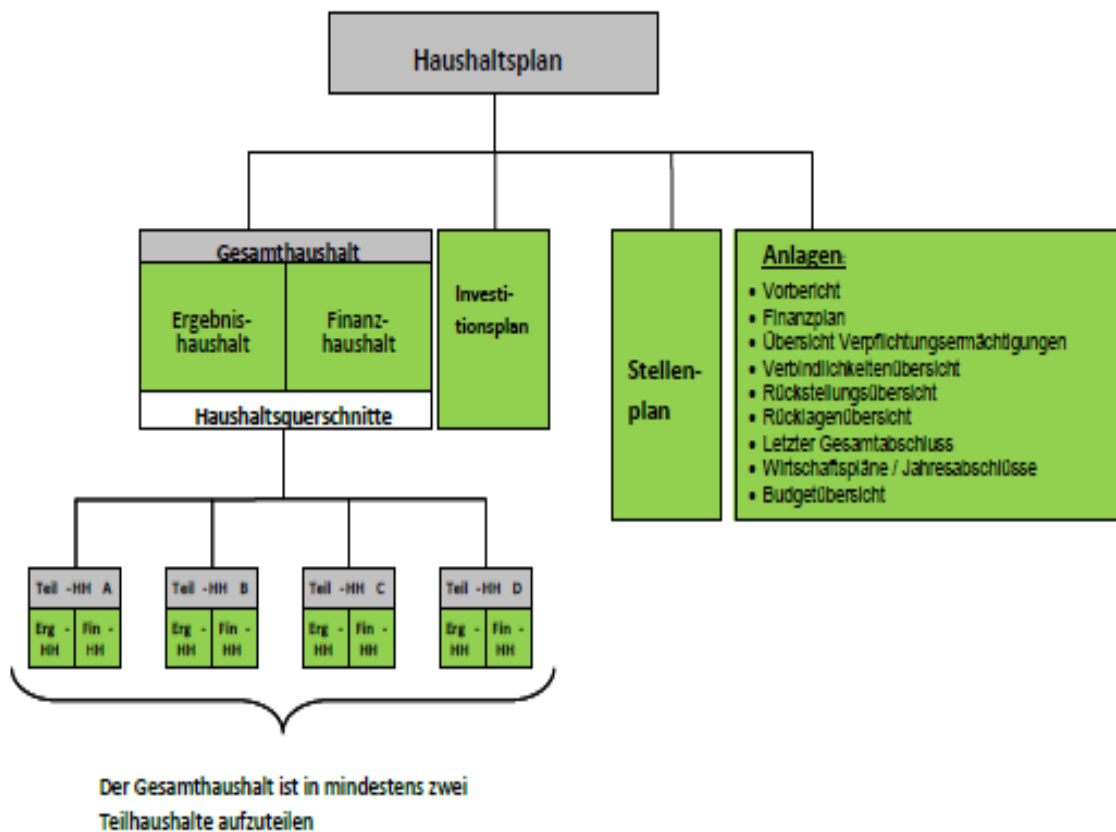 Haushaltsplan
Gesamthaushalt
Ergebnis-
haushalt
Finanz-
haushalt
Haushaltsquerschnitte
Investi-
tionsplan
Stellen-
plan
Anlagen:
• Vorbericht
• Finanzplan
• Übersicht Verpflichtungsermächtigungen
• Verbindlichkeitenübersicht
• Rückstellungsübersicht
• Rücklagenübersicht
• Letzter Gesamtabschluss
• Wirtschaftspläne / Jahresabschlüsse
• Budgetübersicht
Teil -HH A
Erg -
HH
Fin -
HH
Teil -HH B
Erg -
HH
Fin -
HH
Teil -HH C
Erg -
HH
Fin -
HH
Teil -HH D
Erg -
HH
Fin -
HH
Der Gesamthaushalt ist in mindestens zwei
Teilhaushalte aufzuteilen